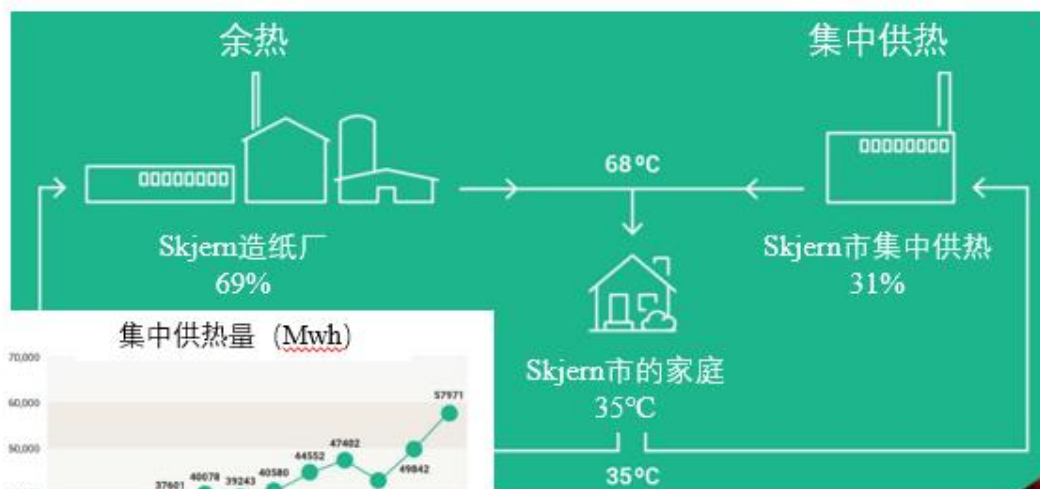 余热
集中供热
68ºC
Skjern造纸厂
69%
Skjern市集中供热
31%
Skjern市的家庭
35℃
35ºC
集中供热量（Mwh）
70,000
60,000
50,000
57971
49842
47402
44552
40580
39243
40078
37601